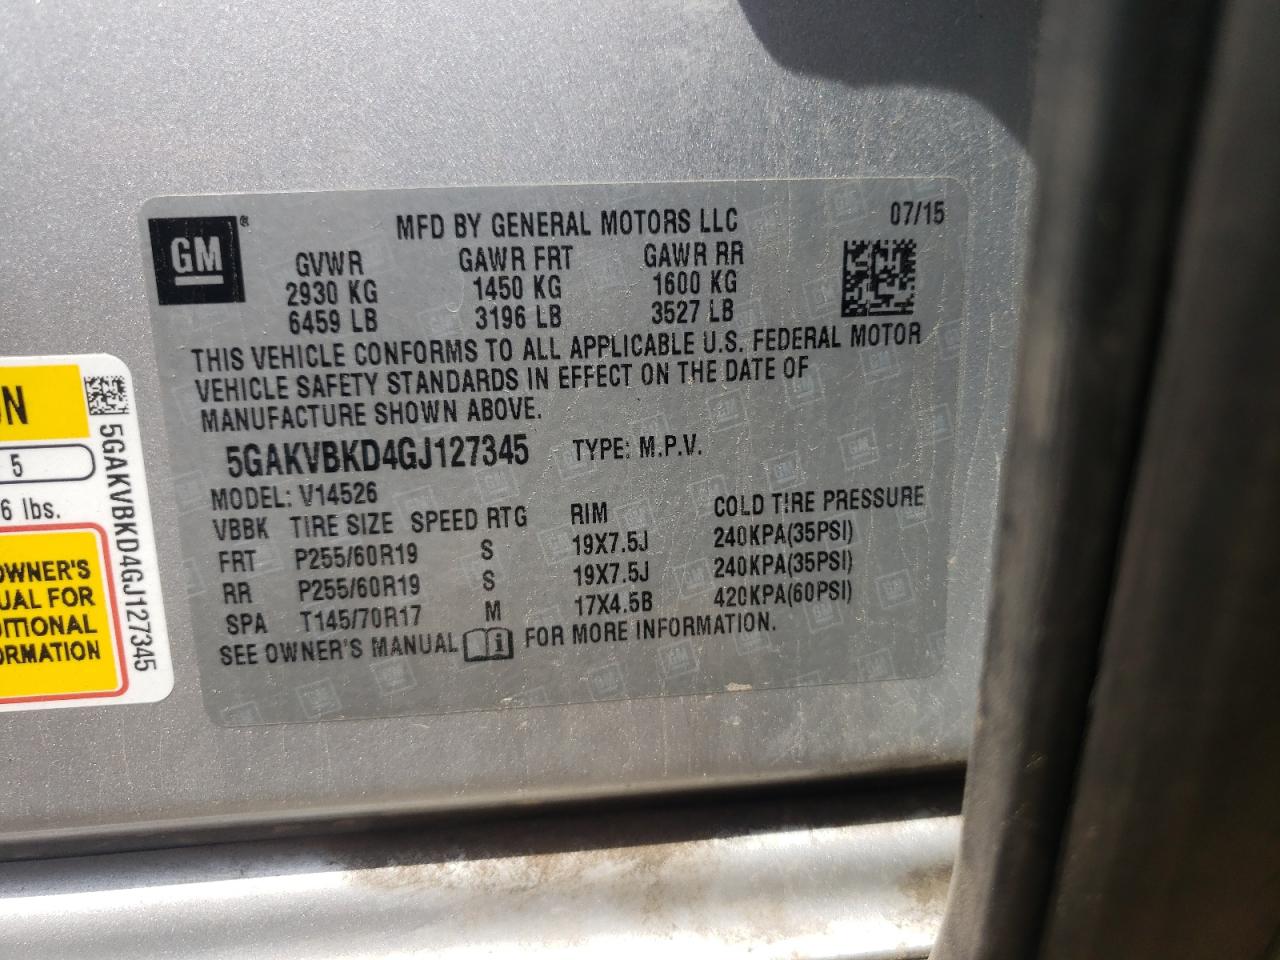 GM ®
MFD BY GENERAL MOTORS LLC 07/15
GVWR GAWR FRT GAWR RR
2930 KG 1450 KG 1600 KG
6459 LB 3196 LB 3527 LB
THIS VEHICLE CONFORMS TO ALL APPLICABLE U.S. FEDERAL MOTOR
VEHICLE SAFETY STANDARDS IN EFFECT ON THE DATE OF
MANUFACTURE SHOWN ABOVE.
5GAKVBKD4GJ127345 TYPE: M.P.V.
MODEL: V14526
VBBK TIRE SIZE SPEED RTG RIM COLD TIRE PRESSURE
FRT P255/60R19 S 19X7.5J 240KPA(35PSI)
RR P255/60R19 S 19X7.5J 240KPA(35PSI)
SPA T145/70R17 M 17X4.5B 420KPA(60PSI)
SEE OWNER'S MANUAL i FOR MORE INFORMATION.
5
6 lbs.
OWNER'S
UAL FOR
DITIONAL
ORMATION
5GAKVBKD4GJ127345